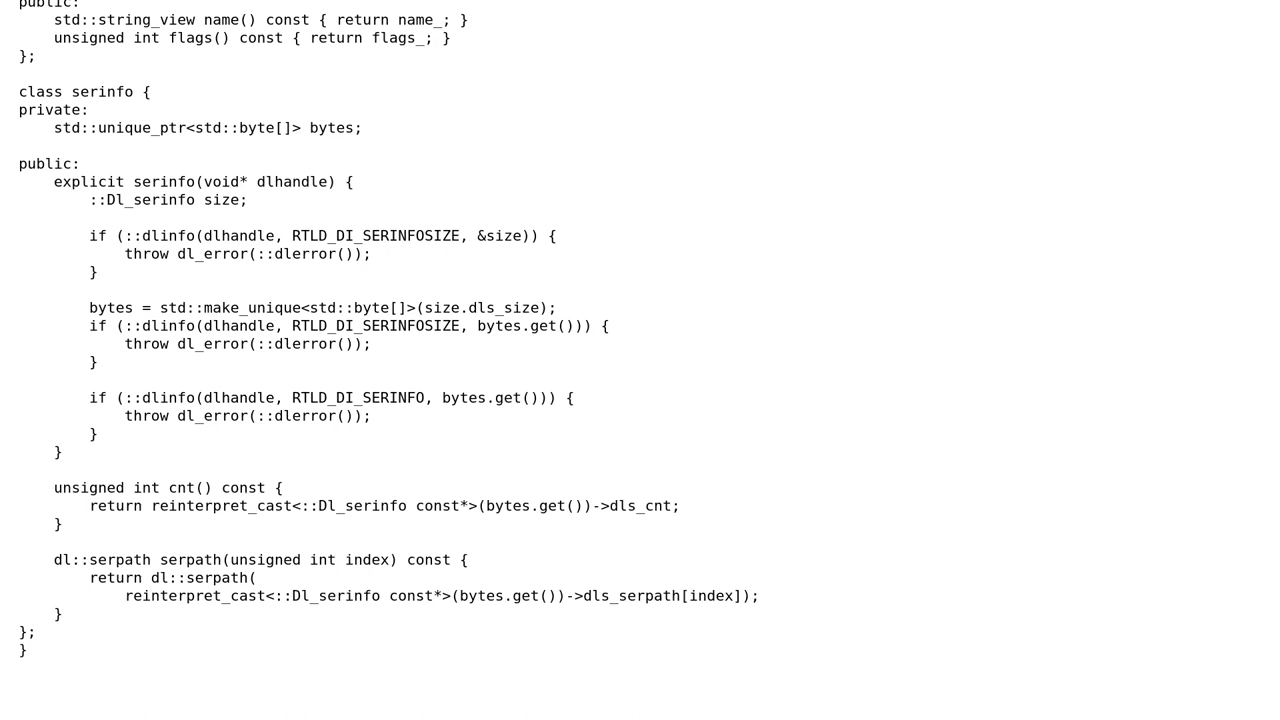 public:
    std::string_view name() const { return name_; }
    unsigned int flags() const { return flags_; }
};

class serinfo {
private:
    std::unique_ptr<std::byte[]> bytes;

public:
    explicit serinfo(void* dlhandle) {
        ::Dl_serinfo size;

        if (::dlinfo(dlhandle, RTLD_DI_SERINFOSIZE, &size)) {
            throw dl_error(::dlerror());
        }

        bytes = std::make_unique<std::byte[]>(size.dls_size);
        if (::dlinfo(dlhandle, RTLD_DI_SERINFOSIZE, bytes.get())) {
            throw dl_error(::dlerror());
        }

        if (::dlinfo(dlhandle, RTLD_DI_SERINFO, bytes.get())) {
            throw dl_error(::dlerror());
        }
    }

    unsigned int cnt() const {
        return reinterpret_cast<::Dl_serinfo const*>(bytes.get())->dls_cnt;
    }

    dl::serpath serpath(unsigned int index) const {
        return dl::serpath(
            reinterpret_cast<::Dl_serinfo const*>(bytes.get())->dls_serpath[index]);
    }
};
}